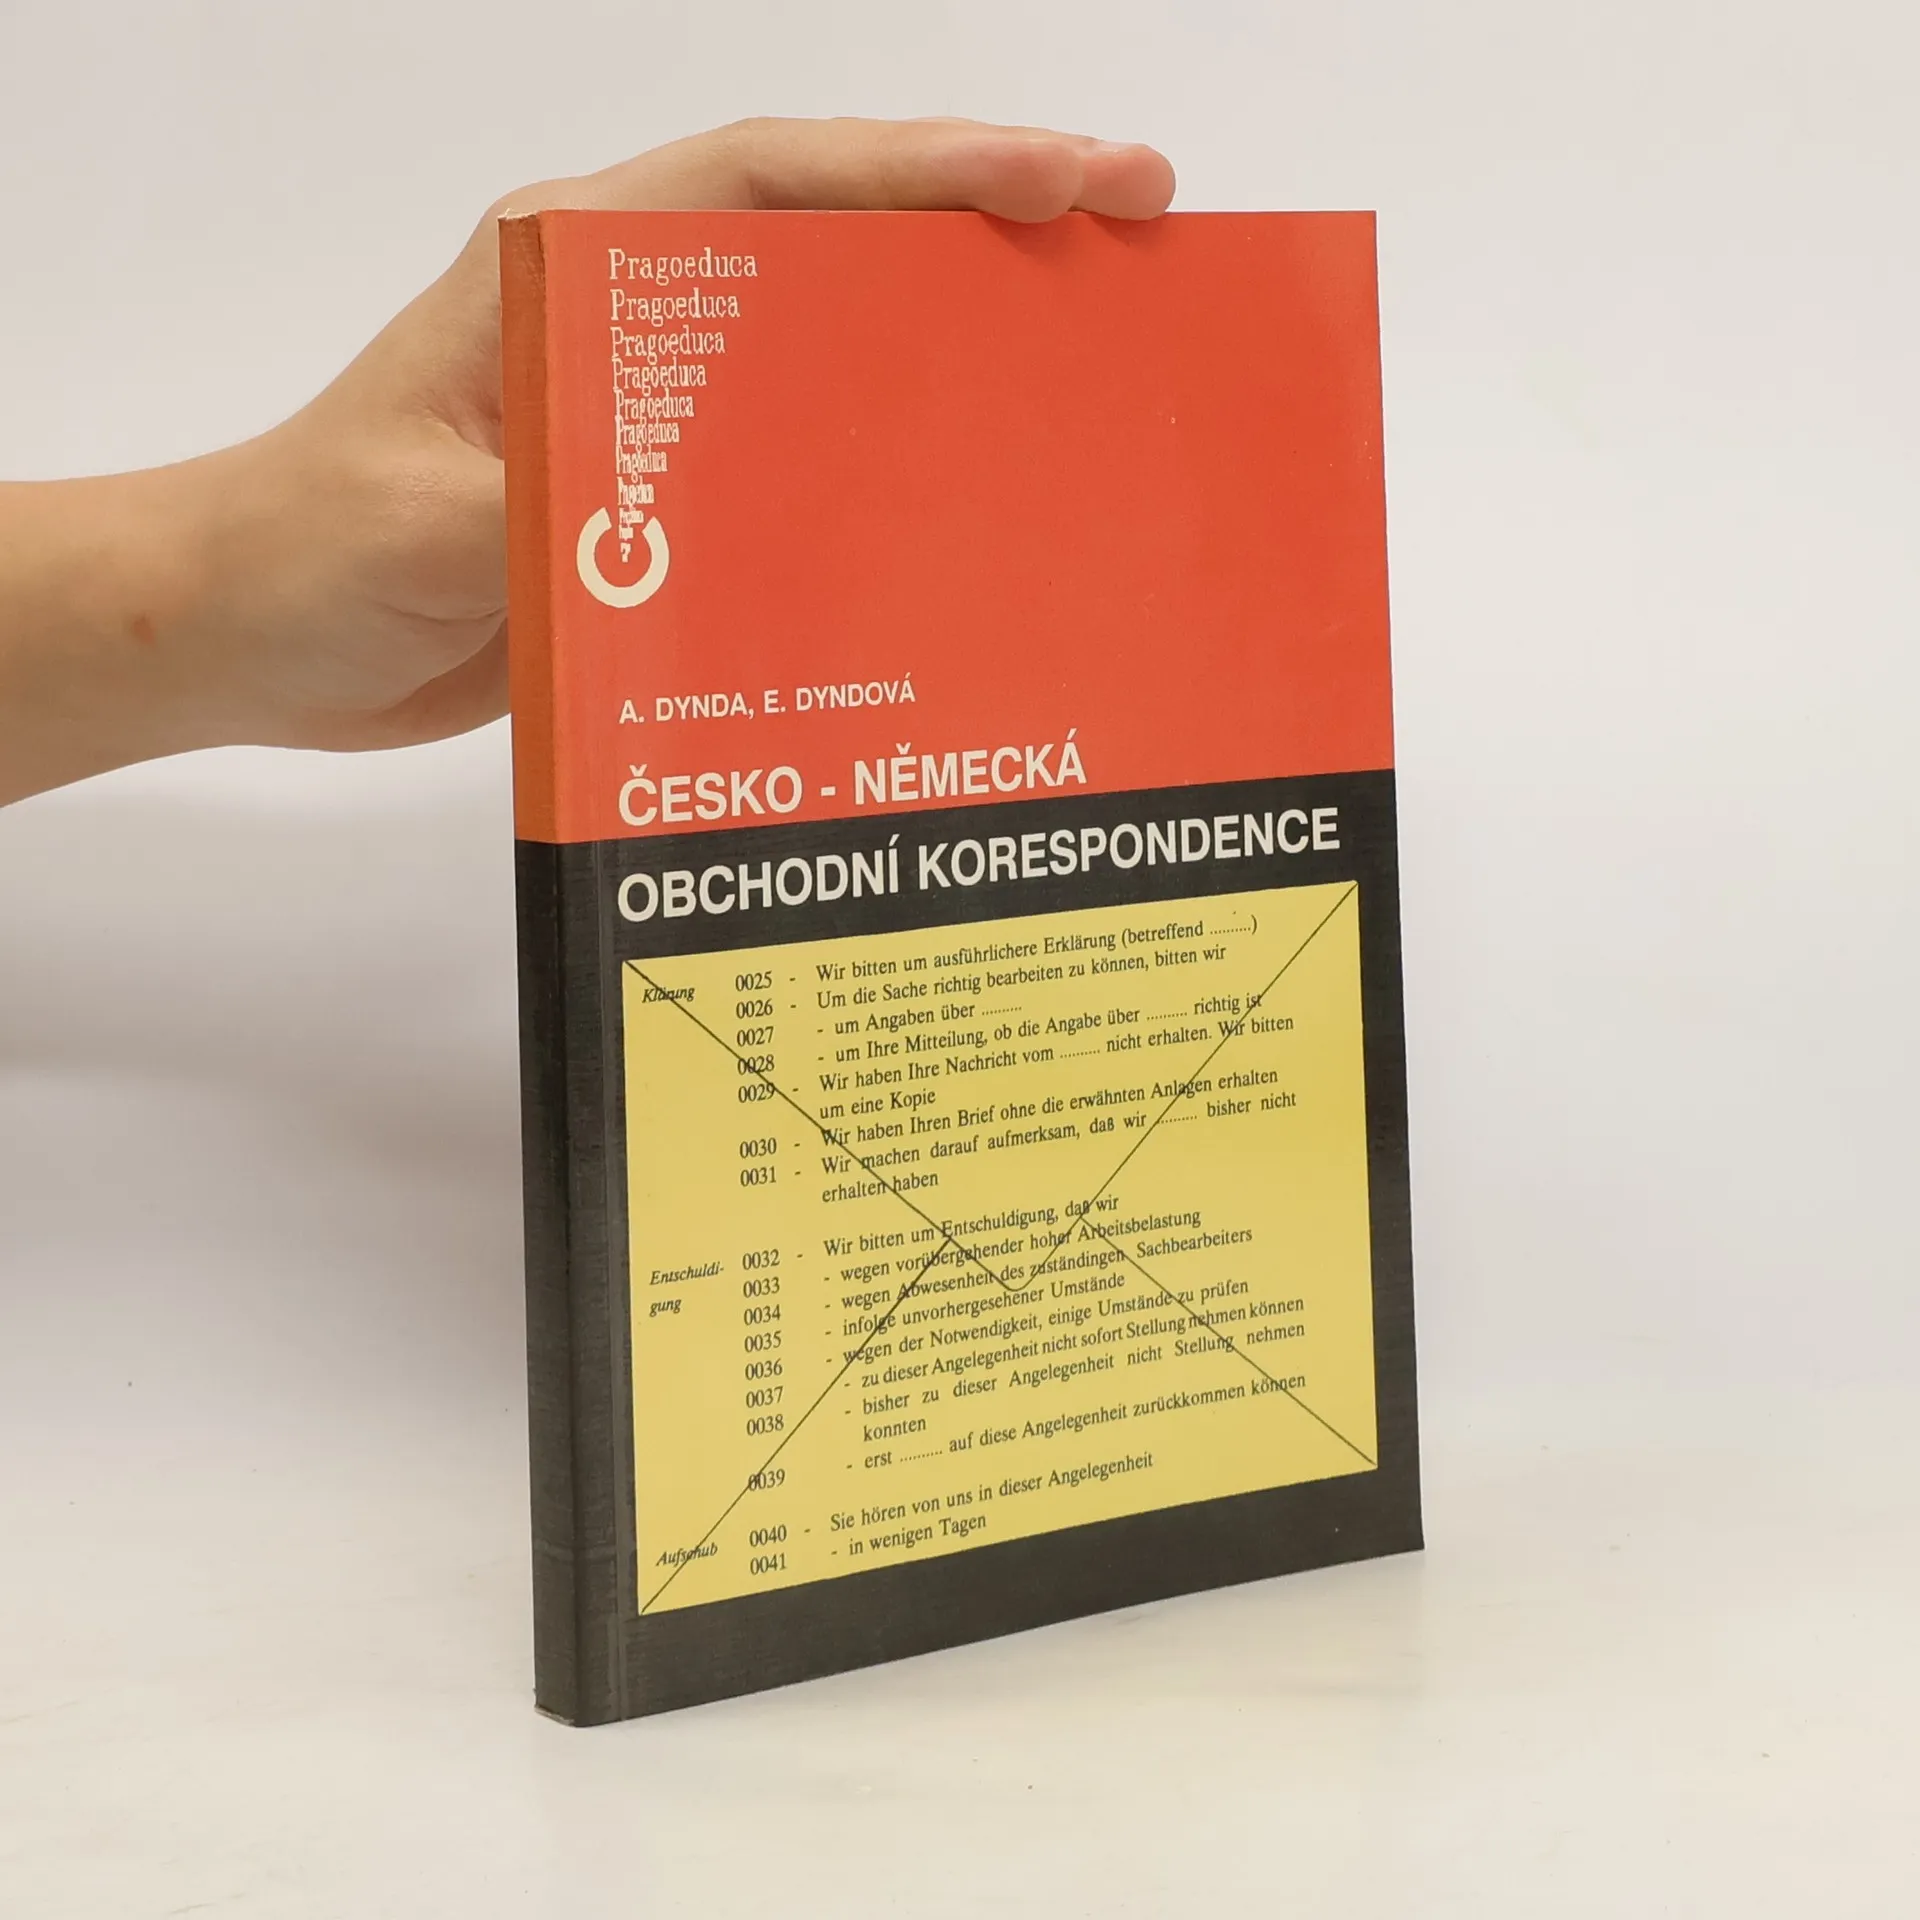 Pragoeduca
Pragoeduca
Pragoeduca
Pragoeduca
Pragoeduca
Pragoeduca
Pragoeduca
A. DYNDA, E. DYNDOVÁ
ČESKO - NĚMECKÁ
OBCHODNÍ KORESPONDENCE
Klärung 0025 - Wir bitten um ausführlichere Erklärung (betreffend ..........)
0026 - Um die Sache richtig bearbeiten zu können, bitten wir
0027 - um Angaben über ..........
0028 - um Ihre Mitteilung, ob die Angabe über .......... richtig ist
0029 - Wir haben Ihre Nachricht vom .......... nicht erhalten. Wir bitten
um eine Kopie
0030 - Wir haben Ihren Brief ohne die erwähnten Anlagen erhalten
0031 - Wir machen darauf aufmerksam, daß wir .......... bisher nicht
erhalten haben
Entschuldi- 0032 - Wir bitten um Entschuldigung, daß wir
gung 0033 - wegen vorübergehender hoher Arbeitsbelastung
0034 - wegen Abwesenheit des zuständingen Sachbearbeiters
0035 - infolge unvorhergesehener Umstände
0036 - wegen der Notwendigkeit, einige Umstände zu prüfen
0037 - zu dieser Angelegenheit nicht sofort Stellung nehmen können
0038 - bisher zu dieser Angelegenheit nicht Stellung nehmen
konnten
0039 - erst .......... auf diese Angelegenheit zurückkommen können
Aufschub 0040 - Sie hören von uns in dieser Angelegenheit
0041 - in wenigen Tagen